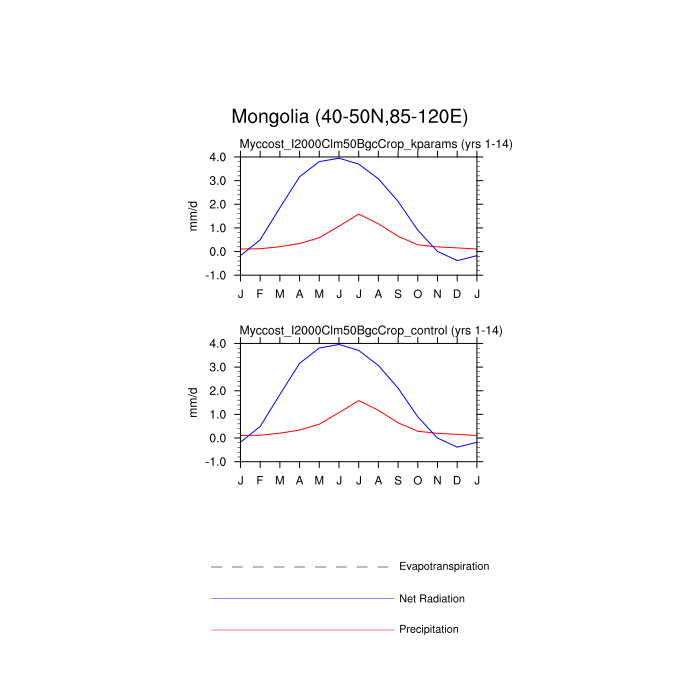 Mongolia (40-50N,85-120E)
Myccost_I2000Clm50BgcCrop_kparams (yrs 1-14)
4.0
3.0
2.0
1.0
0.0
-1.0
mm/d
J F M A M J J A S O N D J
Myccost_I2000Clm50BgcCrop_control (yrs 1-14)
4.0
3.0
2.0
1.0
0.0
-1.0
mm/d
J F M A M J J A S O N D J
Evapotranspiration
Net Radiation
Precipitation